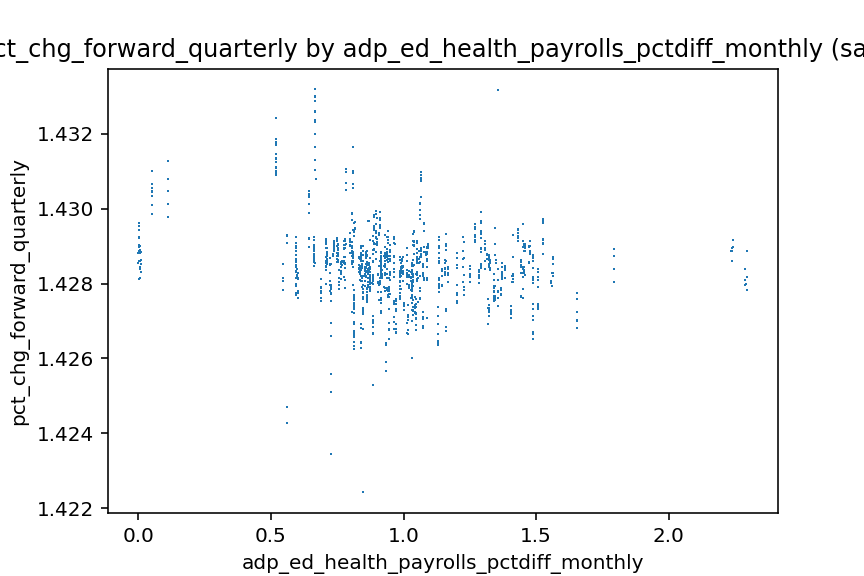 ct_chg_forward_quarterly by adp_ed_health_payrolls_pctdiff_monthly (sa
1.432
1.430
1.428
1.426
1.424
1.422
pct_chg_forward_quarterly
0.0 0.5 1.0 1.5 2.0
adp_ed_health_payrolls_pctdiff_monthly